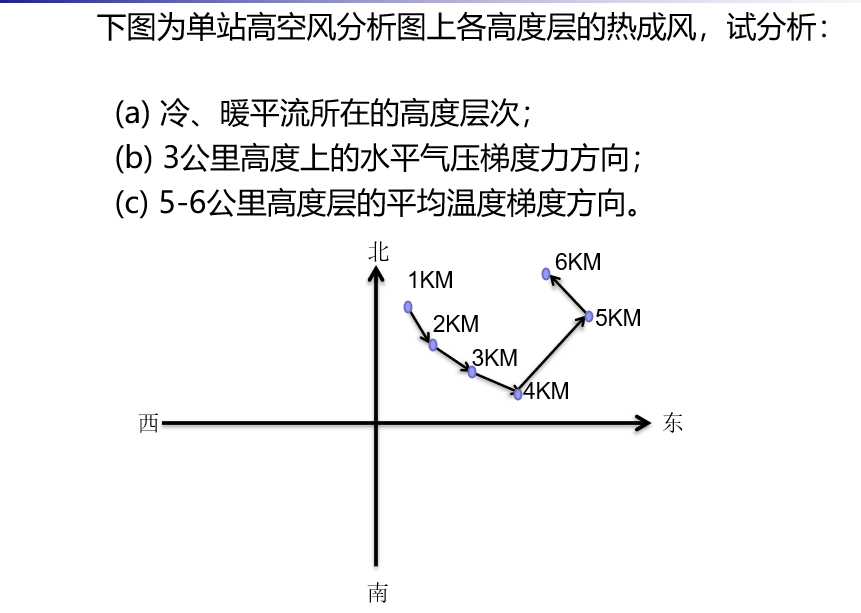 下图为单站高空风分析图上各高度层的热成风，试分析：
(a) 冷、暖平流所在的高度层次；
(b) 3公里高度上的水平气压梯度力方向；
(c) 5-6公里高度层的平均温度梯度方向。
北
6KM
1KM
2KM
5KM
3KM
4KM
西
东
南